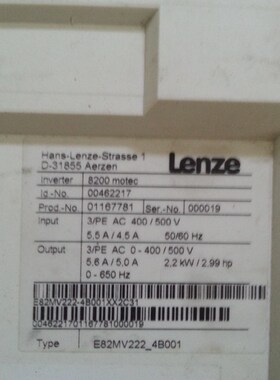 Hans-Lenze-Strasse 1
D-31855 Aerzen
Lenze
Inverter 8200 motec
Id.-No. 00462217
Prod.-No 01167781 Ser.-No. 000019
Input 3/PE AC 400 / 500 V
5,5 A / 4,5 A 50/60 Hz
Output 3/PE AC 0 - 400 / 500 V
5,6 A / 5,0 A 2,2 kW / 2,99 hp
0 - 650 Hz
E82MV222-4B001XX2C31
0046221701167781000019
Type E82MV222_4B001